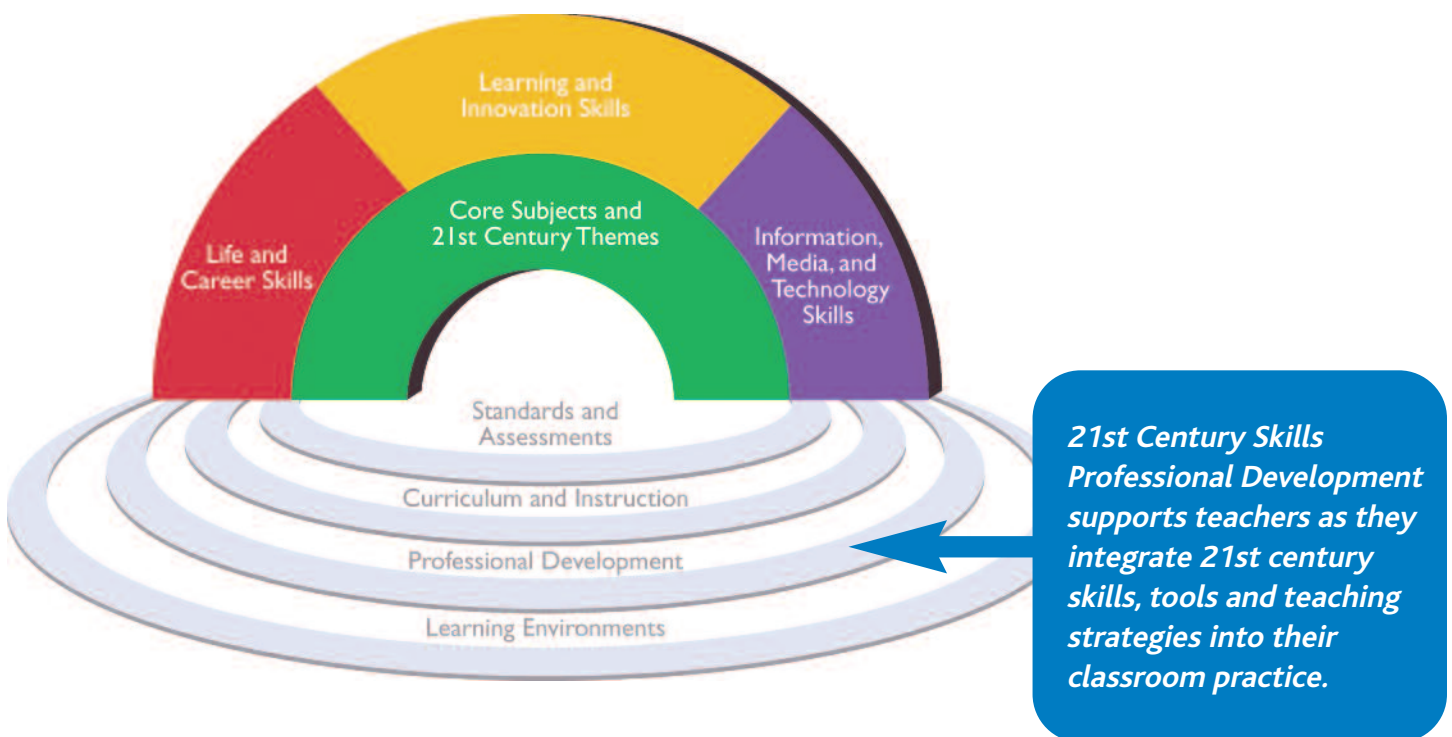 Learning and
Innovation Skills
Core Subjects and
21st Century Themes
Life and
Career Skills
Information,
Media, and
Technology
Skills
Standards and
Assessments
Curriculum and Instruction
Professional Development
Learning Environments
21st Century Skills
Professional Development
supports teachers as they
integrate 21st century
skills, tools and teaching
strategies into their
classroom practice.